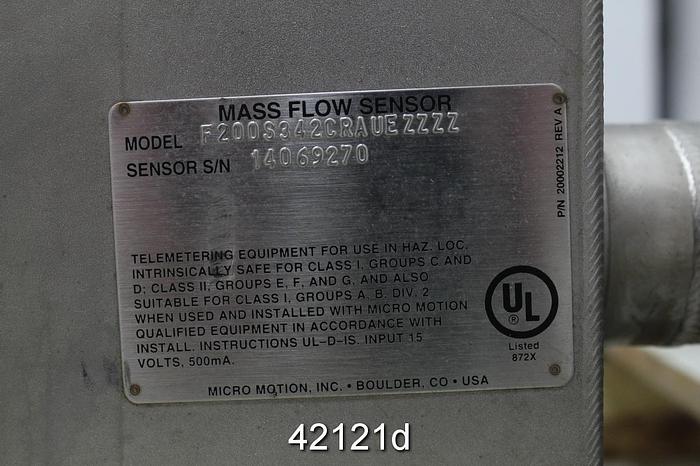 MASS FLOW SENSOR
MODEL F200S342CRAUEZZZZ
SENSOR S/N 14069270
P/N 20002212 REV A
TELEMETERING EQUIPMENT FOR USE IN HAZ. LOC.
INTRINSICALLY SAFE FOR CLASS I, GROUPS C AND
D; CLASS II, GROUPS E, F, AND G, AND ALSO
SUITABLE FOR CLASS I, GROUPS A, B, DIV. 2
WHEN USED AND INSTALLED WITH MICRO MOTION
QUALIFIED EQUIPMENT IN ACCORDANCE WITH
INSTALL. INSTRUCTIONS UL-D-IS. INPUT 15
VOLTS, 500mA.
UL
®
Listed
872X
MICRO MOTION, INC. • BOULDER, CO • USA
42121d